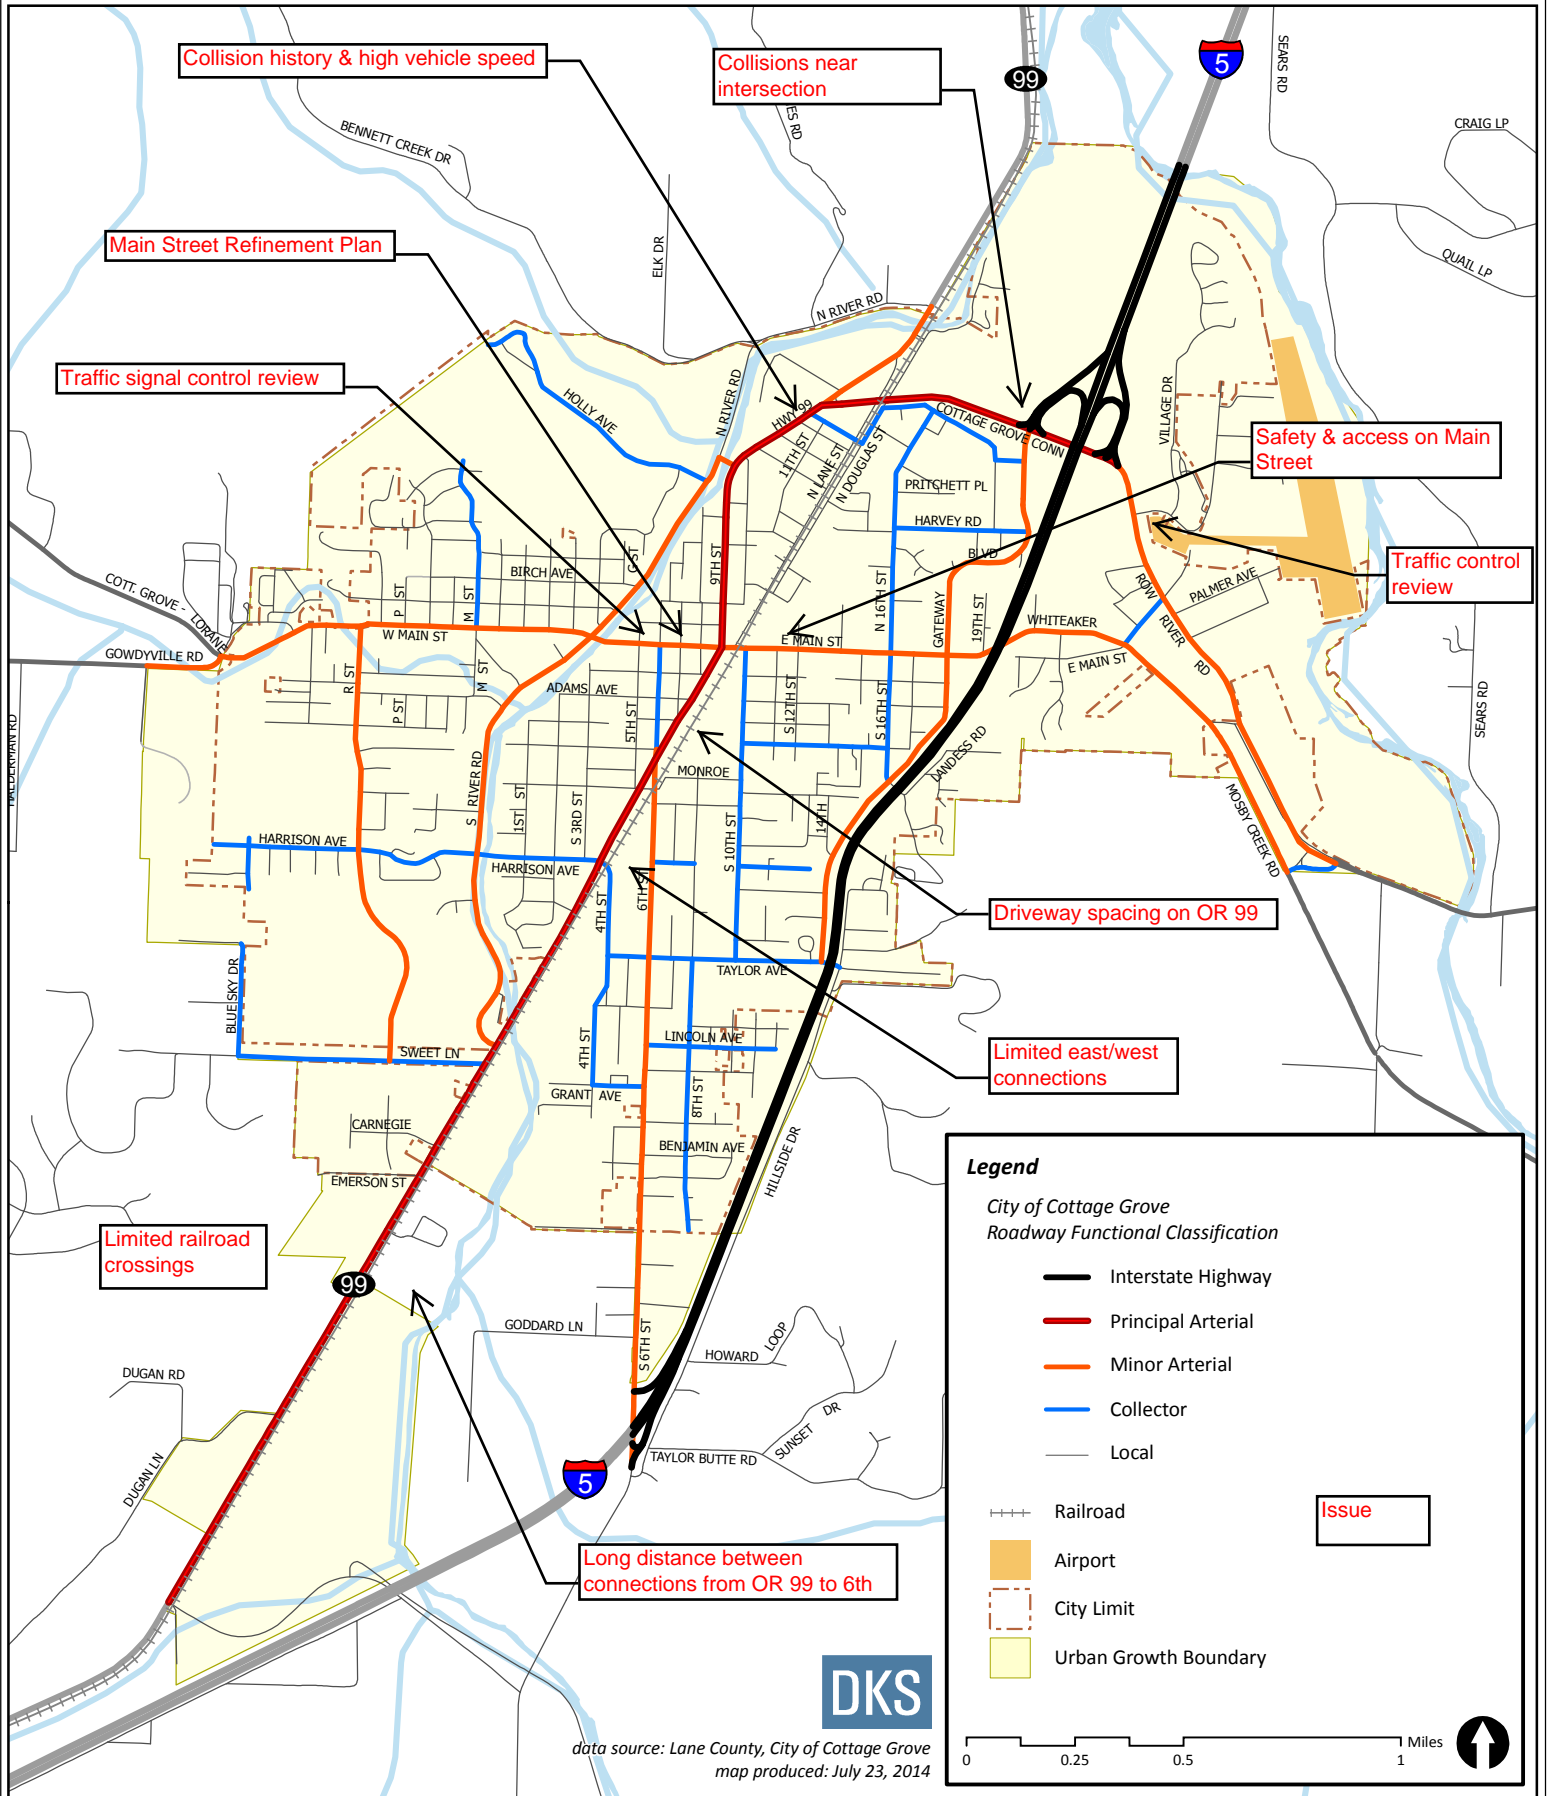 Collision history & high vehicle speed
Collisions near
intersection
99
5
SEARS RD
CRAIG LP
QUAIL LP
BENNETT CREEK DR
ES RD
ELK DR
Main Street Refinement Plan
N RIVER RD
Traffic signal control review
HOLLY AVE
N RIVER RD
HWY 99
11TH ST
N LANE ST
N DOUGLAS ST
COTTAGE GROVE CONN
VILLAGE DR
Safety & access on Main
Street
PRITCHETT PL
HARVEY RD
BLVD
Traffic control
review
9TH ST
G ST
BIRCH AVE
P ST
M ST
W MAIN ST
COTT. GROVE -
LORANE
GOWDYVILLE RD
E MAIN ST
N 16TH ST
GATEWAY
19TH ST
WHITEAKER
E MAIN ST
ROW
RIVER
RD
PALMER AVE
R ST
P ST
M ST
ADAMS AVE
5TH ST
S 12TH ST
S 16TH ST
SEARS RD
HALDERMAN RD
LANDESS RD
MONROE
S RIVER RD
1ST ST
S 3RD ST
14TH
S 10TH ST
MOSBY CREEK RD
HARRISON AVE
HARRISON AVE
4TH ST
6TH ST
Driveway spacing on OR 99
TAYLOR AVE
BLUE SKY DR
SWEET LN
4TH ST
LINCOLN AVE
Limited east/west
connections
GRANT AVE
8TH ST
CARNEGIE
BENJAMIN AVE
HILLSIDE DR
EMERSON ST
Limited railroad
crossings
99
GODDARD LN
S 6TH ST
HOWARD LOOP
DUGAN RD
SUNSET DR
DUGAN LN
TAYLOR BUTTE RD
5
Long distance between
connections from OR 99 to 6th
Legend
City of Cottage Grove
Roadway Functional Classification
Interstate Highway
Principal Arterial
Minor Arterial
Collector
Local
Railroad
Issue
Airport
City Limit
Urban Growth Boundary
DKS
data source: Lane County, City of Cottage Grove
map produced: July 23, 2014
0 0.25 0.5 1 Miles